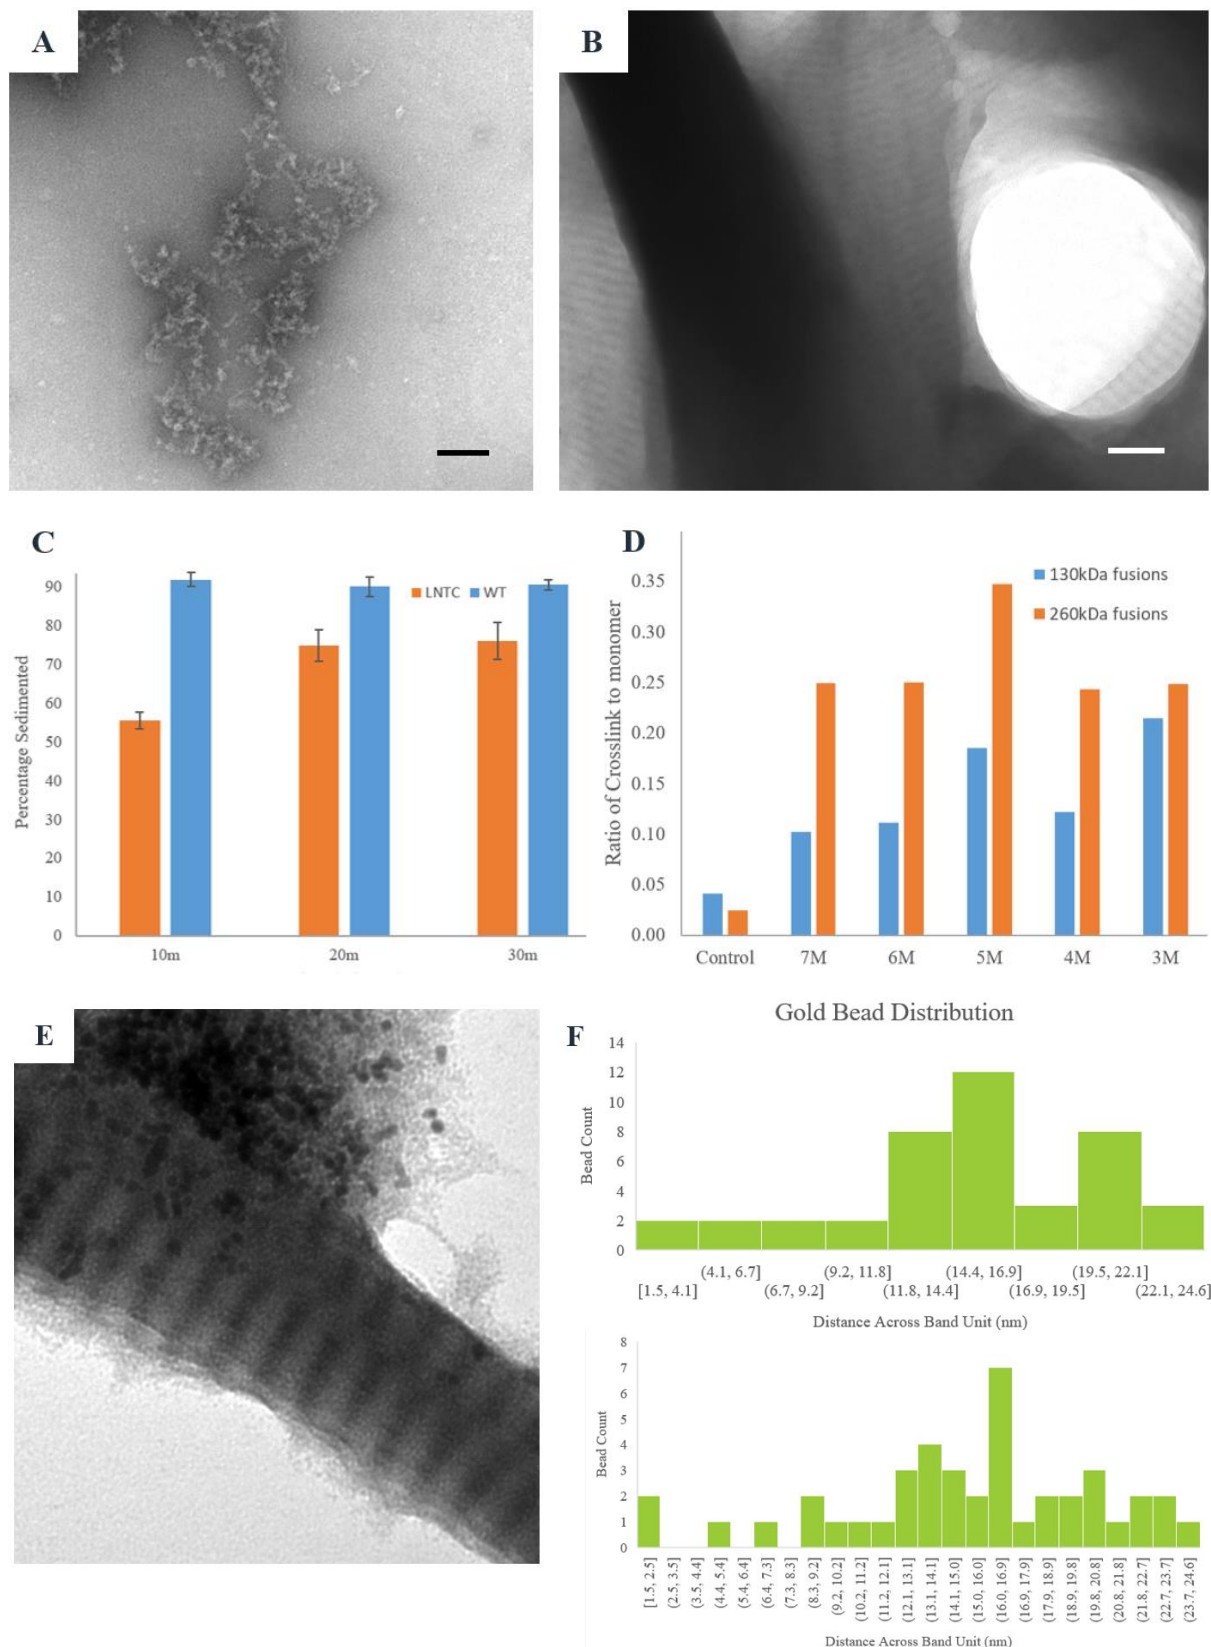 A
B
C
90
80
70
60
50
40
30
20
10
0
Percentage Sedimented
LNTC WT
10m 20m 30m
D
0.35
0.30
0.25
0.20
0.15
0.10
0.05
0.00
Ratio of Crosslink to monomer
130kDa fusions
260kDa fusions
Control 7M 6M 5M 4M 3M
E
F
Gold Bead Distribution
14
12
10
8
6
4
2
0
Bead Count
(4.1, 6.7] (9.2, 11.8] (14.4, 16.9] (19.5, 22.1]
[1.5, 4.1] (6.7, 9.2] (11.8, 14.4] (16.9, 19.5] (22.1, 24.6]
Distance Across Band Unit (nm)
8
7
6
5
4
3
2
1
0
Bead Count
[1.5, 2.5]
(2.5, 3.5]
(3.5, 4.4]
(4.4, 5.4]
(5.4, 6.4]
(6.4, 7.3]
(7.3, 8.3]
(8.3, 9.2]
(9.2, 10.2]
(10.2, 11.2]
(11.2, 12.1]
(12.1, 13.1]
(13.1, 14.1]
(14.1, 15.0]
(15.0, 16.0]
(16.0, 16.9]
(16.9, 17.9]
(17.9, 18.9]
(18.9, 19.8]
(19.8, 20.8]
(20.8, 21.8]
(21.8, 22.7]
(22.7, 23.7]
(23.7, 24.6]
Distance Across Band Unit (nm)